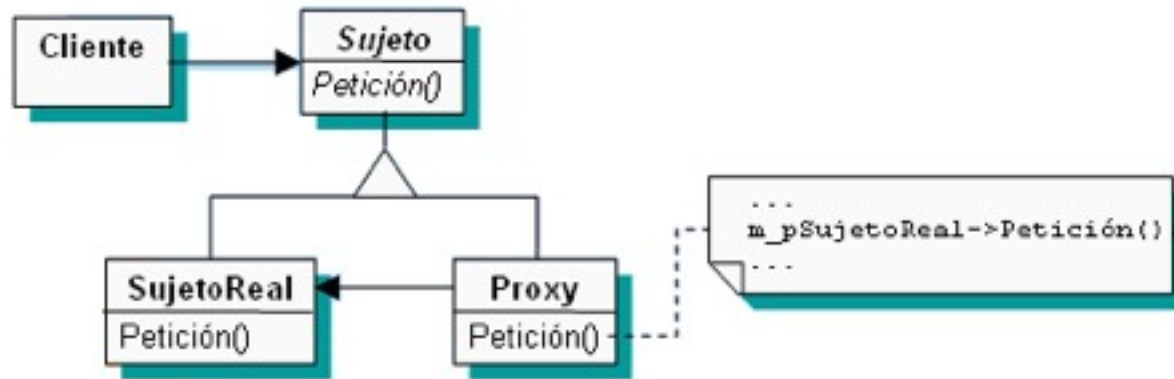 Cliente
Sujeto
Petición()
SujetoReal
Petición()
Proxy
Petición()
...
m_pSujetoReal->Petición()
...